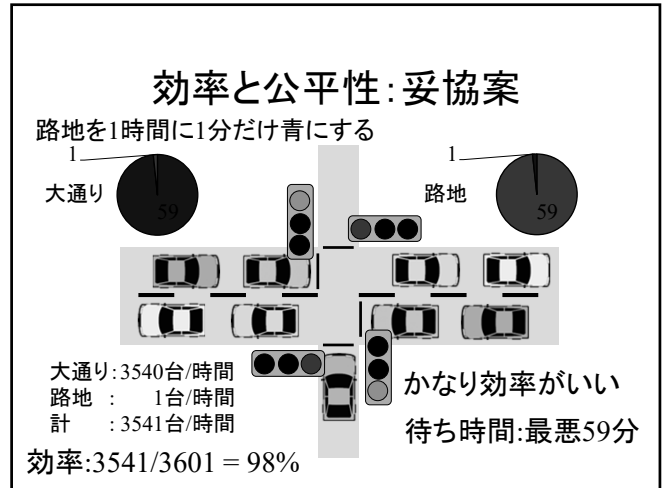 効率と公平性:妥協案
路地を1時間に1分だけ青にする
1
大通り
59
1
路地
59
大通り:3540台/時間
路地 : 1台/時間
計 : 3541台/時間
効率:3541/3601 = 98%
かなり効率がいい
待ち時間:最悪59分